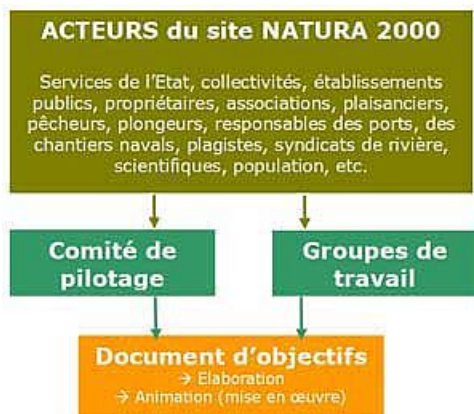 ACTEURS du site NATURA 2000
Services de l'Etat, collectivités, établissements
publics, propriétaires, associations, plaisanciers,
pêcheurs, plongeurs, responsables des ports, des
chantiers navals, plagistes, syndicats de rivière,
scientifiques, population, etc.
Comité de
pilotage
Groupes de
travail
Document d'objectifs
→ Elaboration
→ Animation (mise en œuvre)